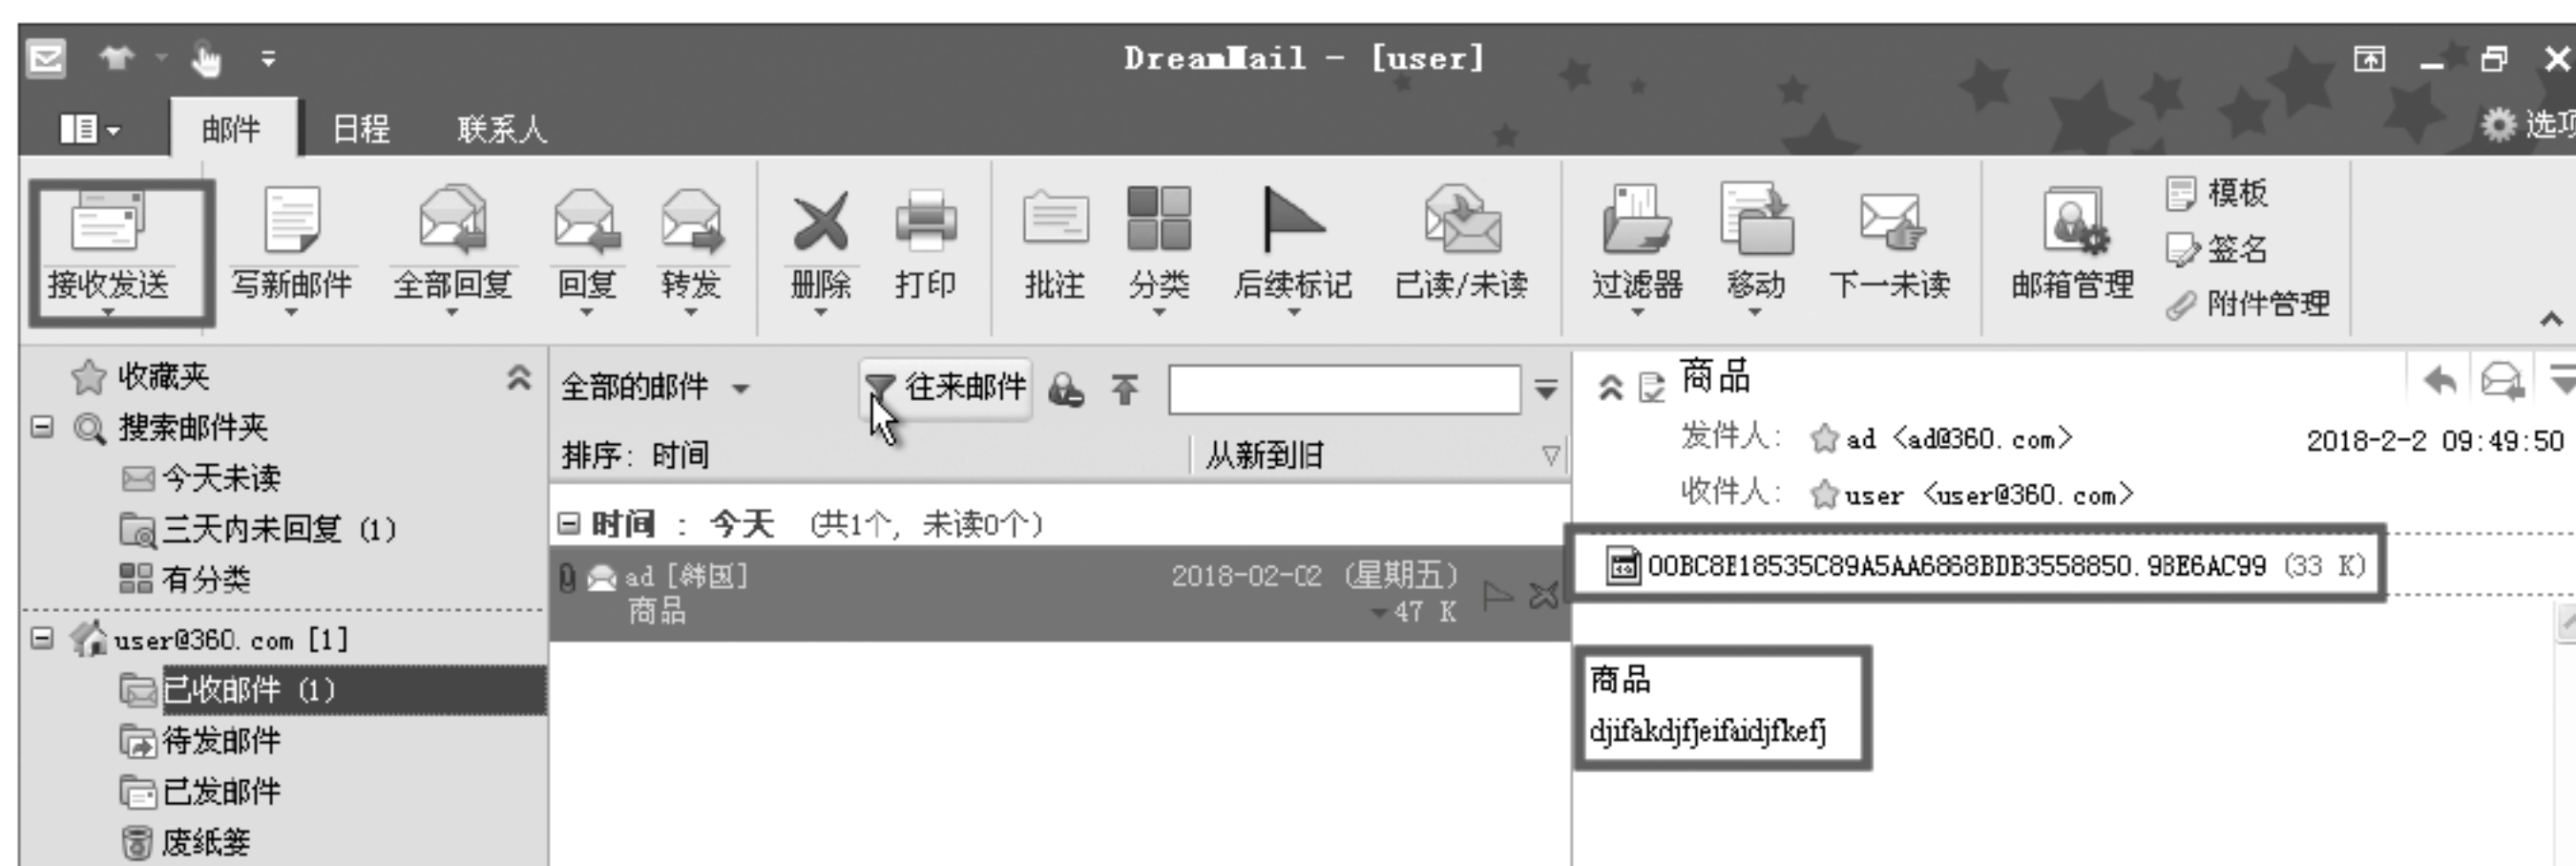 DreamMail - [user]
邮件 日程 联系人
选项
接收发送 写新邮件 全部回复 回复 转发 删除 打印 批注 分类 后续标记 已读/未读 过滤器 移动 下一未读 邮箱管理
模板
签名
附件管理
收藏夹
搜索邮件夹
今天未读
三天内未回复 (1)
有分类
user@360.com [1]
已收邮件 (1)
待发邮件
已发邮件
废纸篓
全部的邮件 往来邮件
排序: 时间 从新到旧
时间 : 今天 (共1个, 未读0个)
ad [韩国] 2018-02-02 (星期五)
商品 47 K
商品
发件人: ad <ad@360.com> 2018-2-2 09:49:50
收件人: user <user@360.com>
00BC8E18535C89A5AA6868BDB3558850.9BE6AC99 (33 K)
商品
djifakdjfjeifaidjfkefj